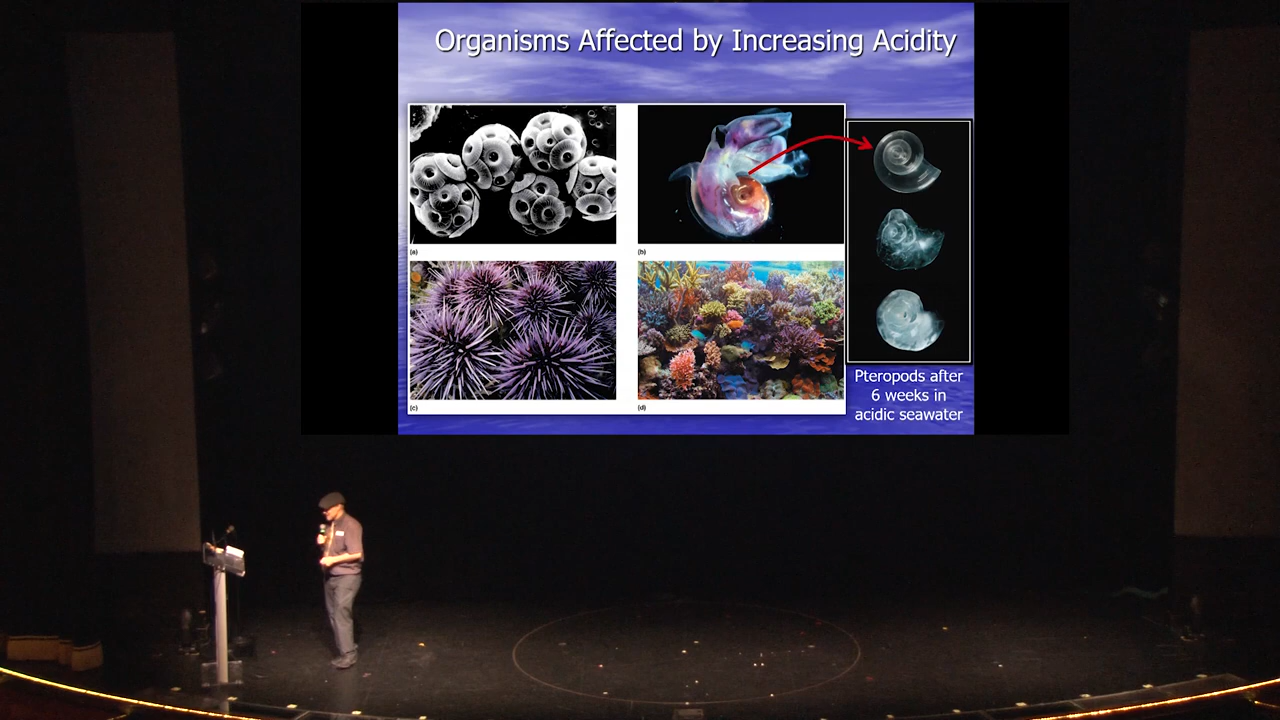 Organisms Affected by Increasing Acidity
(a)
(b)
(c)
(d)
Pteropods after
6 weeks in
acidic seawater